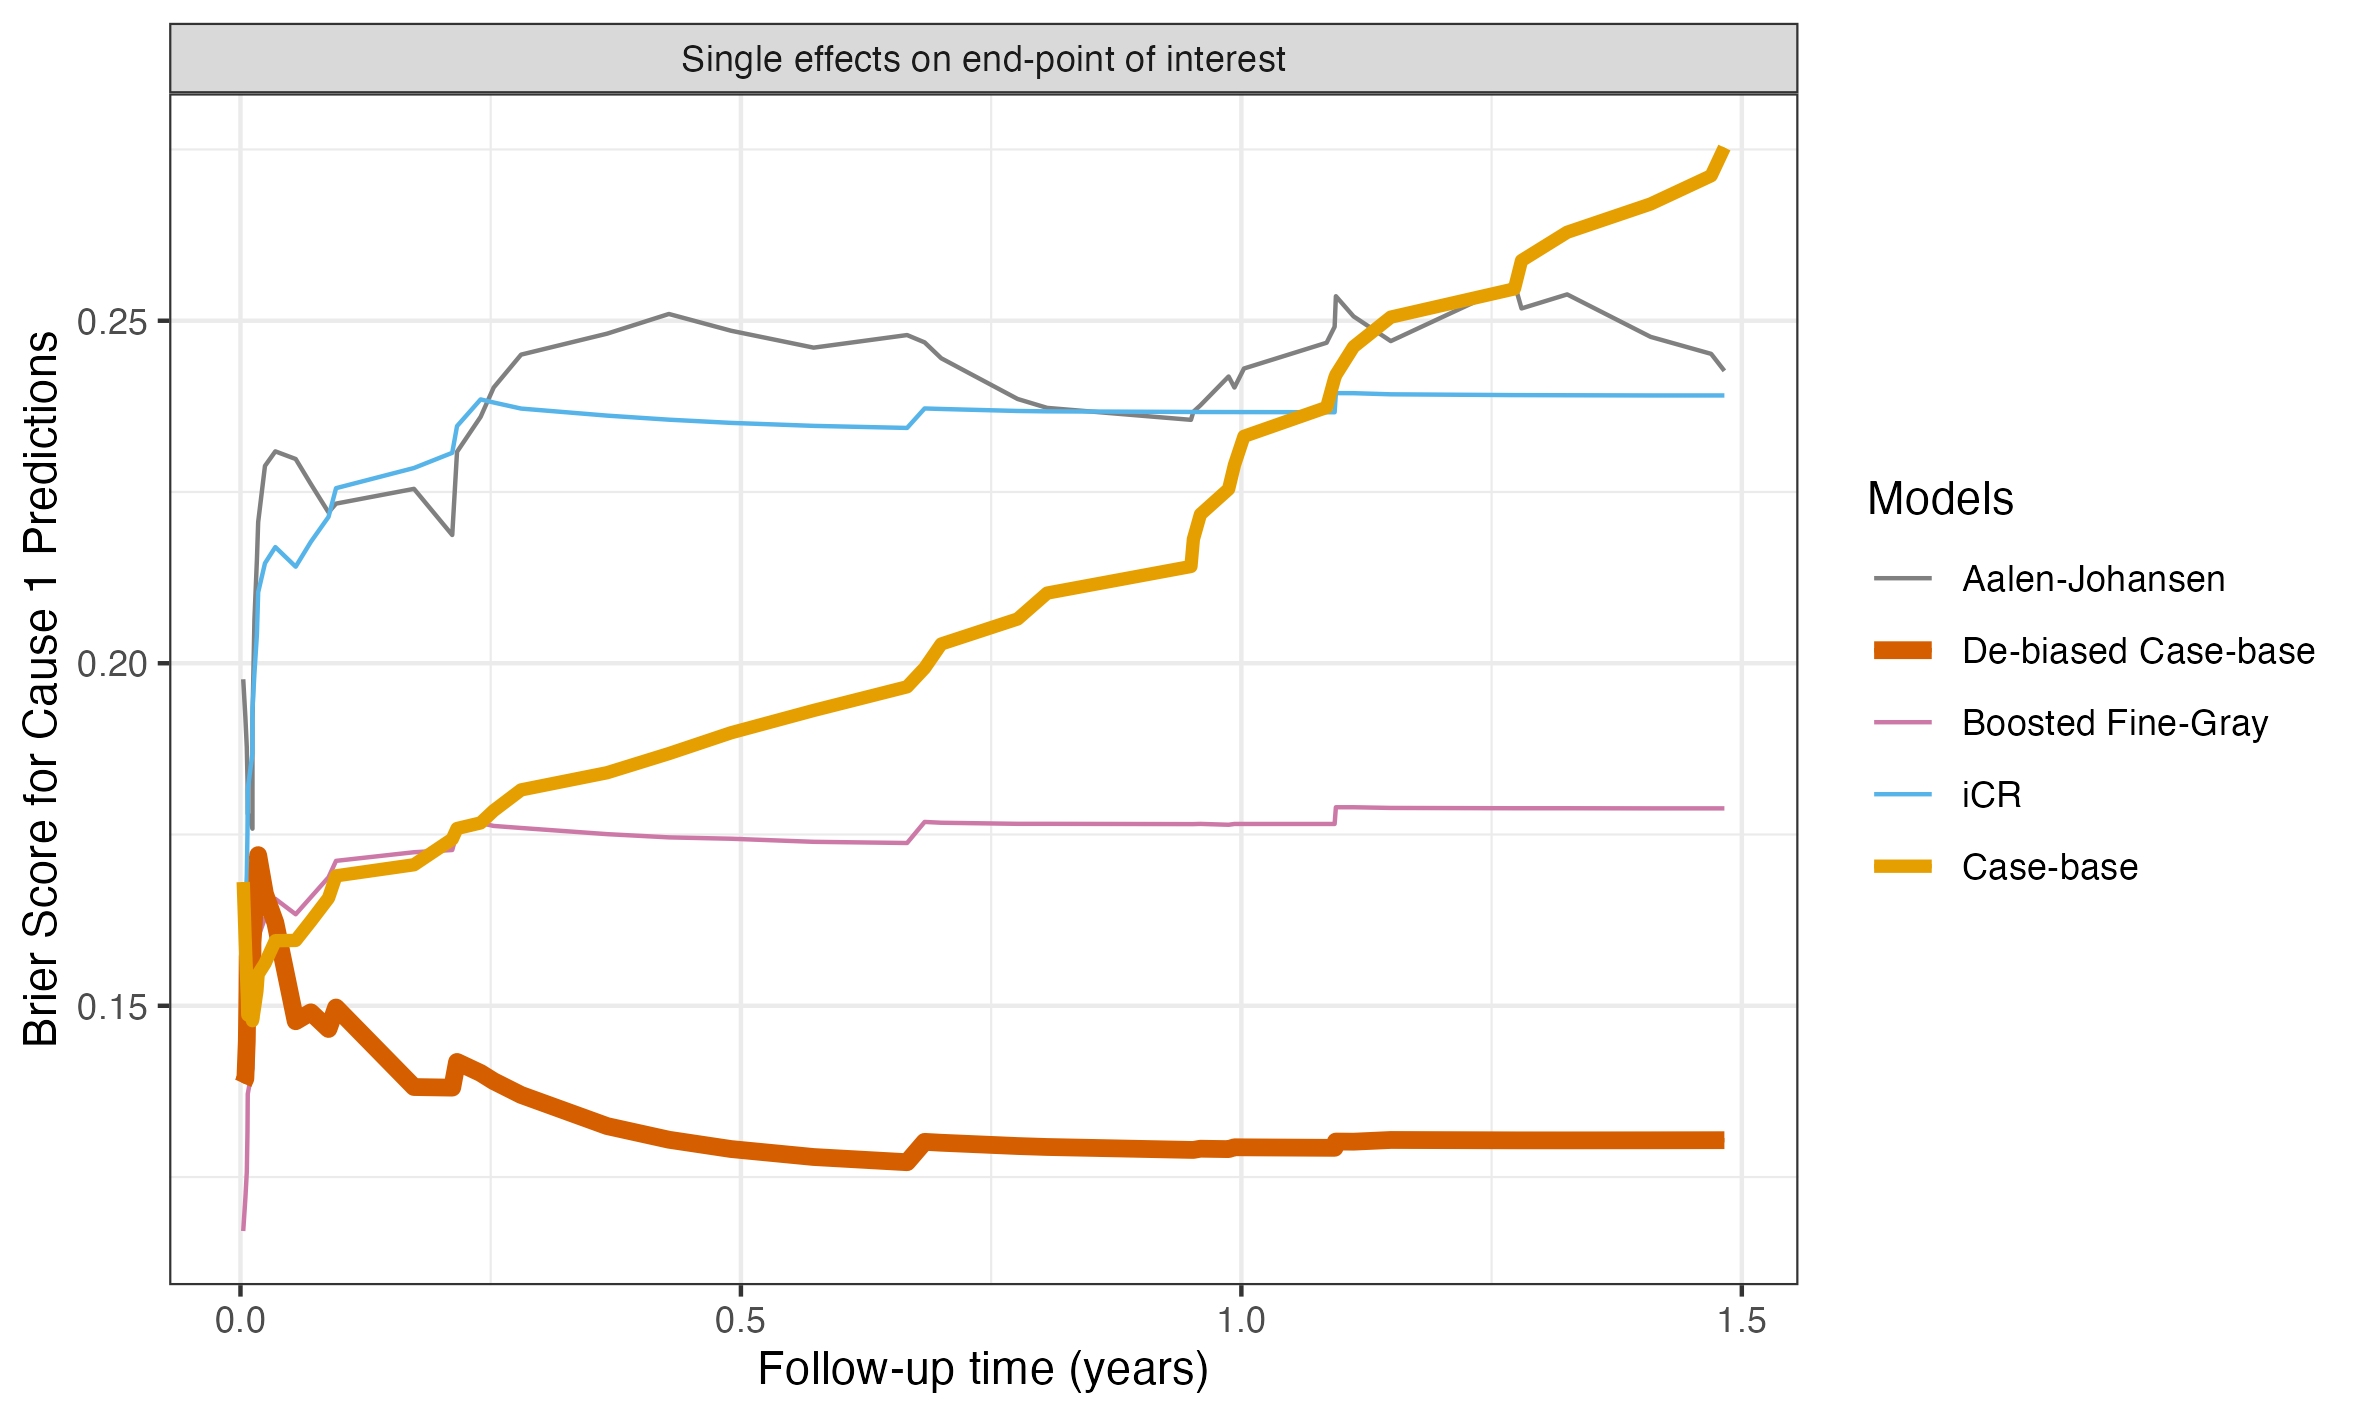 Single effects on end-point of interest
Brier Score for Cause 1 Predictions
0.25
0.20
0.15
0.0
0.5
1.0
1.5
Follow-up time (years)
Models
Aalen-Johansen
De-biased Case-base
Boosted Fine-Gray
iCR
Case-base